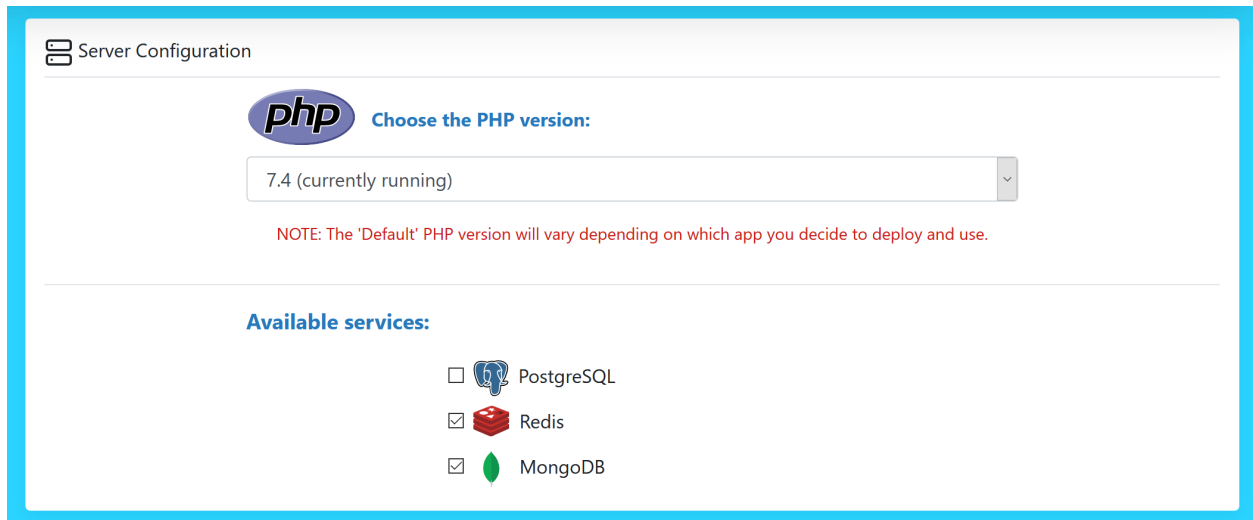 Server Configuration
php
Choose the PHP version:
7.4 (currently running)
NOTE: The 'Default' PHP version will vary depending on which app you decide to deploy and use.
Available services:
PostgreSQL
Redis
MongoDB